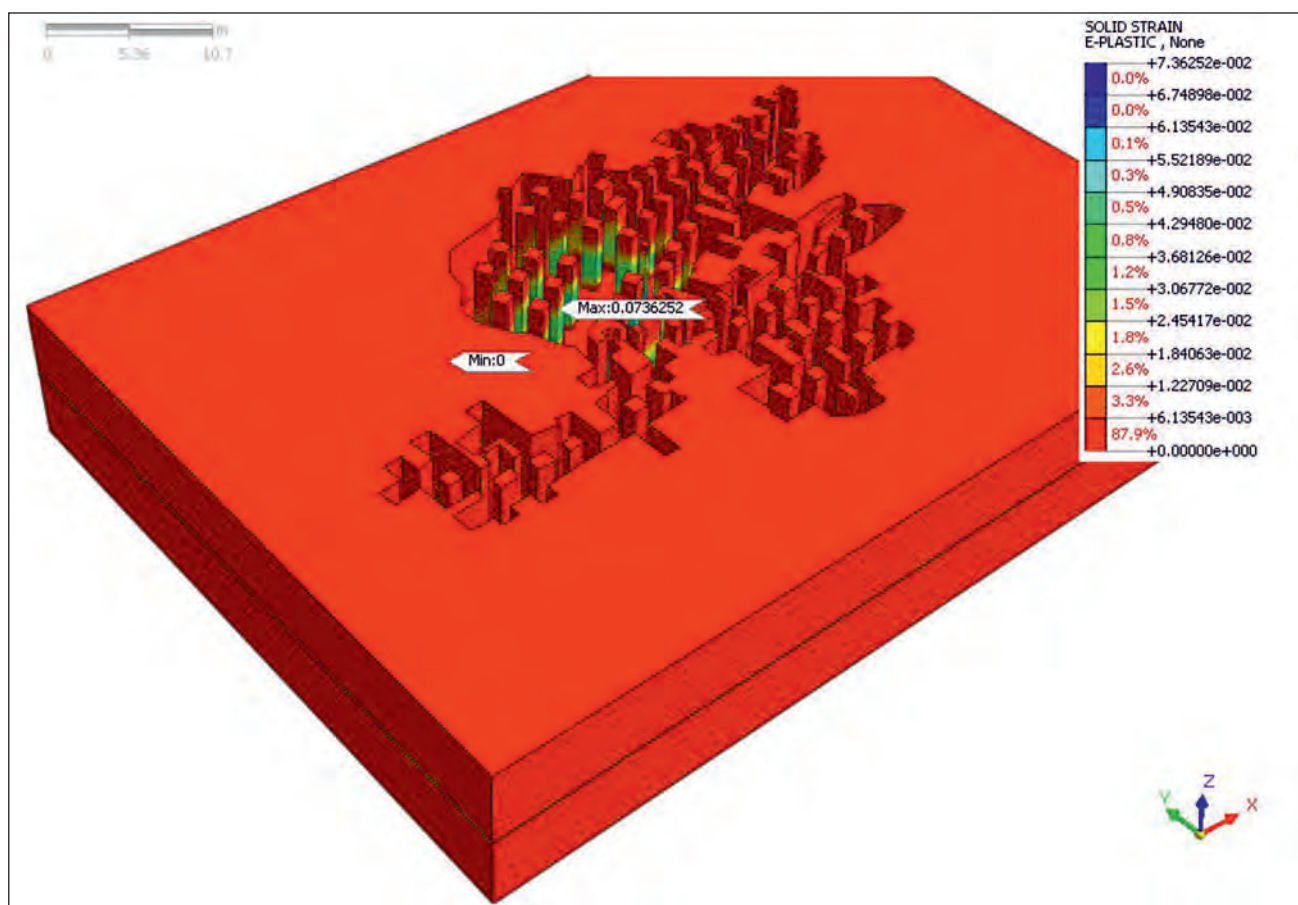 m
0 5.36 10.7
SOLID STRAIN
E-PLASTIC , None
+7.36252e-002
0.0%
+6.74898e-002
0.0%
+6.13543e-002
0.1%
+5.52189e-002
0.3%
+4.90835e-002
0.5%
+4.29480e-002
0.8%
+3.68126e-002
1.2%
+3.06772e-002
1.5%
+2.45417e-002
1.8%
+1.84063e-002
2.6%
+1.22709e-002
3.3%
+6.13543e-003
87.9%
+0.00000e+000
Max:0.0736252
Min:0
Z
Y
X